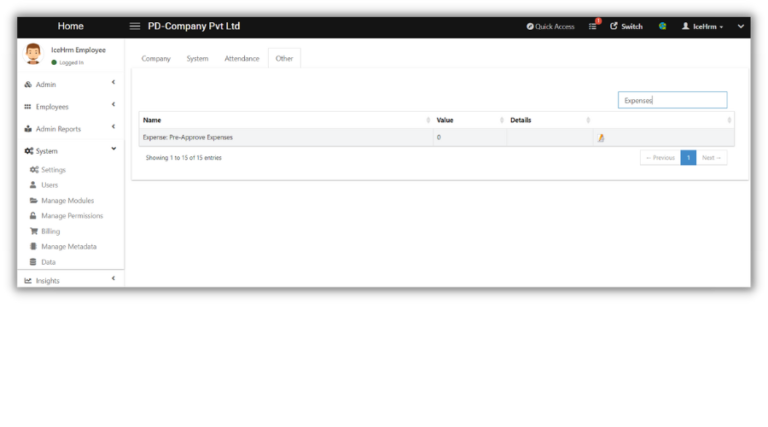 Home
PD-Company Pvt Ltd
Quick Access
Switch
IceHrm
IceHrm Employee
Logged In
Company System Attendance Other
Admin
Employees
Expenses
Name Value Details
Admin Reports
Expense: Pre-Approve Expenses 0
System
Showing 1 to 15 of 15 entries
← Previous 1 Next →
Settings
Users
Manage Modules
Manage Permissions
Billing
Manage Metadata
Data
Insights